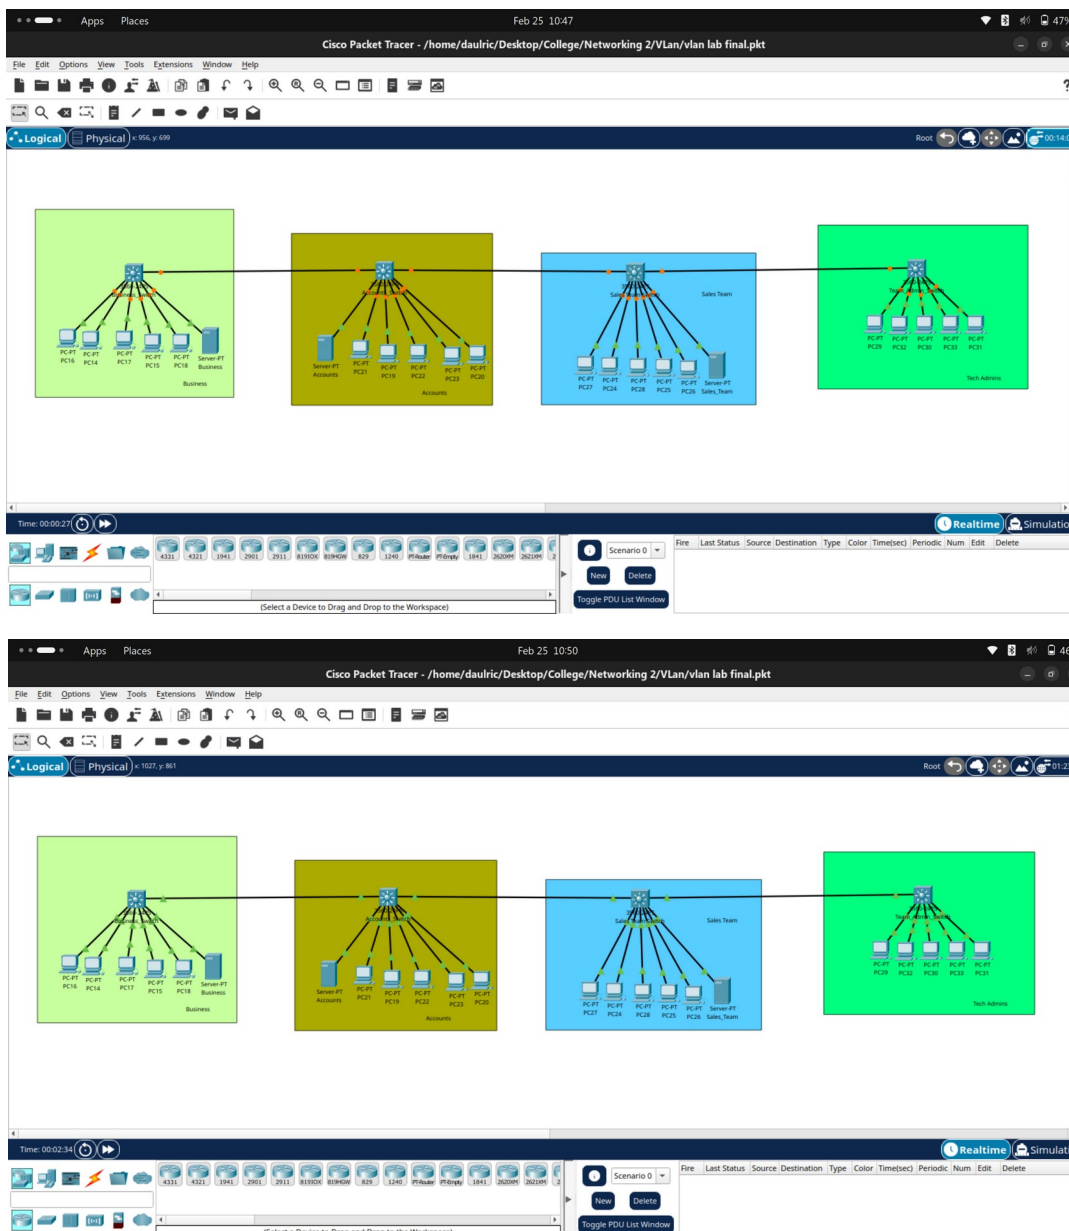 Apps Places Feb 25 10:47 47%
Cisco Packet Tracer - /home/daulric/Desktop/College/Networking 2/VLan/vlan lab final.pkt
File Edit Options View Tools Extensions Window Help
Logical Physical x: 956, y: 699 Root 00:14:0
Business_Switch
Sales Team
Team_Admin_Switch
PC-PT PC16
PC-PT PC14
PC-PT PC17
PC-PT PC15
PC-PT PC18
Server-PT Business
Business
Server-PT Accounts
PC-PT PC21
PC-PT PC19
PC-PT PC22
PC-PT PC23
PC-PT PC20
Accounts
PC-PT PC27
PC-PT PC24
PC-PT PC28
PC-PT PC25
PC-PT PC26
Server-PT Sales_Team
PC-PT PC29
PC-PT PC32
PC-PT PC30
PC-PT PC33
PC-PT PC31
Tech Admins
Time: 00:00:27 Realtime Simulatio
4331 4321 1941 2901 2911 819IOX 819HGW 829 1240 PT-Router PT-Empty 1841 2620XM 2621XM 2
Scenario 0
New Delete
Toggle PDU List Window
Fire Last Status Source Destination Type Color Time(sec) Periodic Num Edit Delete
(Select a Device to Drag and Drop to the Workspace)
Apps Places Feb 25 10:50 46
Cisco Packet Tracer - /home/daulric/Desktop/College/Networking 2/VLan/vlan lab final.pkt
File Edit Options View Tools Extensions Window Help
Logical Physical x: 1027, y: 861 Root 01:2
Business_Switch
Accounts_Switch
Sales Team
Team_Admin_Switch
PC-PT PC16
PC-PT PC14
PC-PT PC17
PC-PT PC15
PC-PT PC18
Server-PT Business
Business
Server-PT Accounts
PC-PT PC21
PC-PT PC19
PC-PT PC22
PC-PT PC23
PC-PT PC20
Accounts
PC-PT PC27
PC-PT PC24
PC-PT PC28
PC-PT PC25
PC-PT PC26
Server-PT Sales_Team
PC-PT PC29
PC-PT PC32
PC-PT PC30
PC-PT PC33
PC-PT PC31
Tech Admins
Time: 00:02:34 Realtime Simulati
4331 4321 1941 2901 2911 819IOX 819HGW 829 1240 PT-Router PT-Empty 1841 2620XM 2621XM 2
Scenario 0
New Delete
Toggle PDU List Window
Fire Last Status Source Destination Type Color Time(sec) Periodic Num Edit Delete